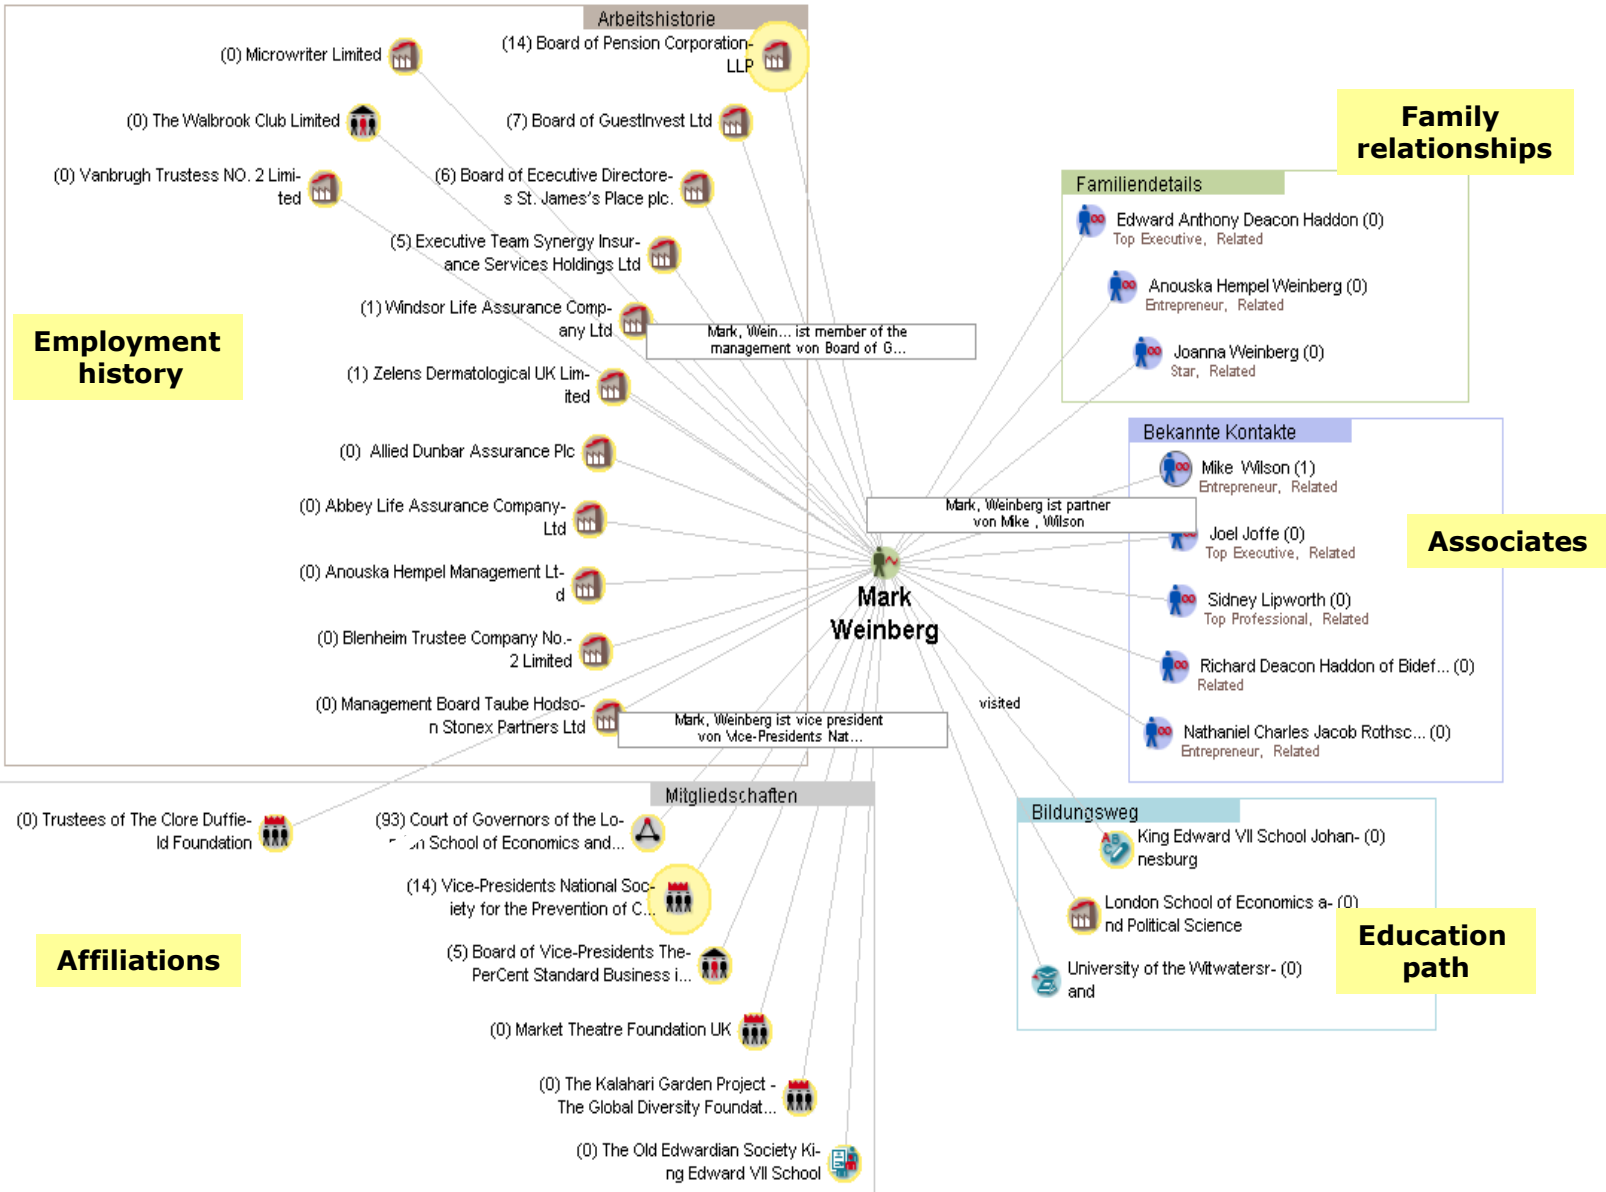 Arbeitshistorie
(0) Microwriter Limited
(14) Board of Pension Corporation-
LLP
(0) The Walbrook Club Limited
(7) Board of GuestInvest Ltd
(0) Vanbrugh Trustess NO. 2 Limi-
ted
(6) Board of Ececutive Directore-
s St. James's Place plc.
(5) Executive Team Synergy Insur-
ance Services Holdings Ltd
(1) Windsor Life Assurance Comp-
any Ltd
(1) Zelens Dermatological UK Lim-
ited
(0) Allied Dunbar Assurance Plc
(0) Abbey Life Assurance Company-
Ltd
(0) Anouska Hempel Management Lt-
d
(0) Blenheim Trustee Company No.-
2 Limited
(0) Management Board Taube Hodso-
n Stonex Partners Ltd
Employment
history
Mark, Wein... ist member of the
management von Board of G...
Mark, Weinberg ist partner
von Mike , Wilson
Mark
Weinberg
Mark, Weinberg ist vice president
von Vice-Presidents Nat...
visited
Family
relationships
Familiendetails
Edward Anthony Deacon Haddon (0)
Top Executive, Related
Anouska Hempel Weinberg (0)
Entrepreneur, Related
Joanna Weinberg (0)
Star, Related
Bekannte Kontakte
Mike Wilson (1)
Entrepreneur, Related
Joel Joffe (0)
Top Executive, Related
Sidney Lipworth (0)
Top Professional, Related
Richard Deacon Haddon of Bidef... (0)
Related
Nathaniel Charles Jacob Rothsc... (0)
Entrepreneur, Related
Associates
Mitgliedschaften
(0) Trustees of The Clore Duffie-
ld Foundation
(93) Court of Governors of the Lo-
School of Economics and...
(14) Vice-Presidents National Soc-
iety for the Prevention of C...
(5) Board of Vice-Presidents The-
PerCent Standard Business i...
(0) Market Theatre Foundation UK
(0) The Kalahari Garden Project -
The Global Diversity Foundat...
(0) The Old Edwardian Society Ki-
ng Edward VII School
Affiliations
Bildungsweg
King Edward VII School Johan- (0)
nesburg
London School of Economics a- (0)
nd Political Science
University of the Witwatersr- (0)
and
Education
path